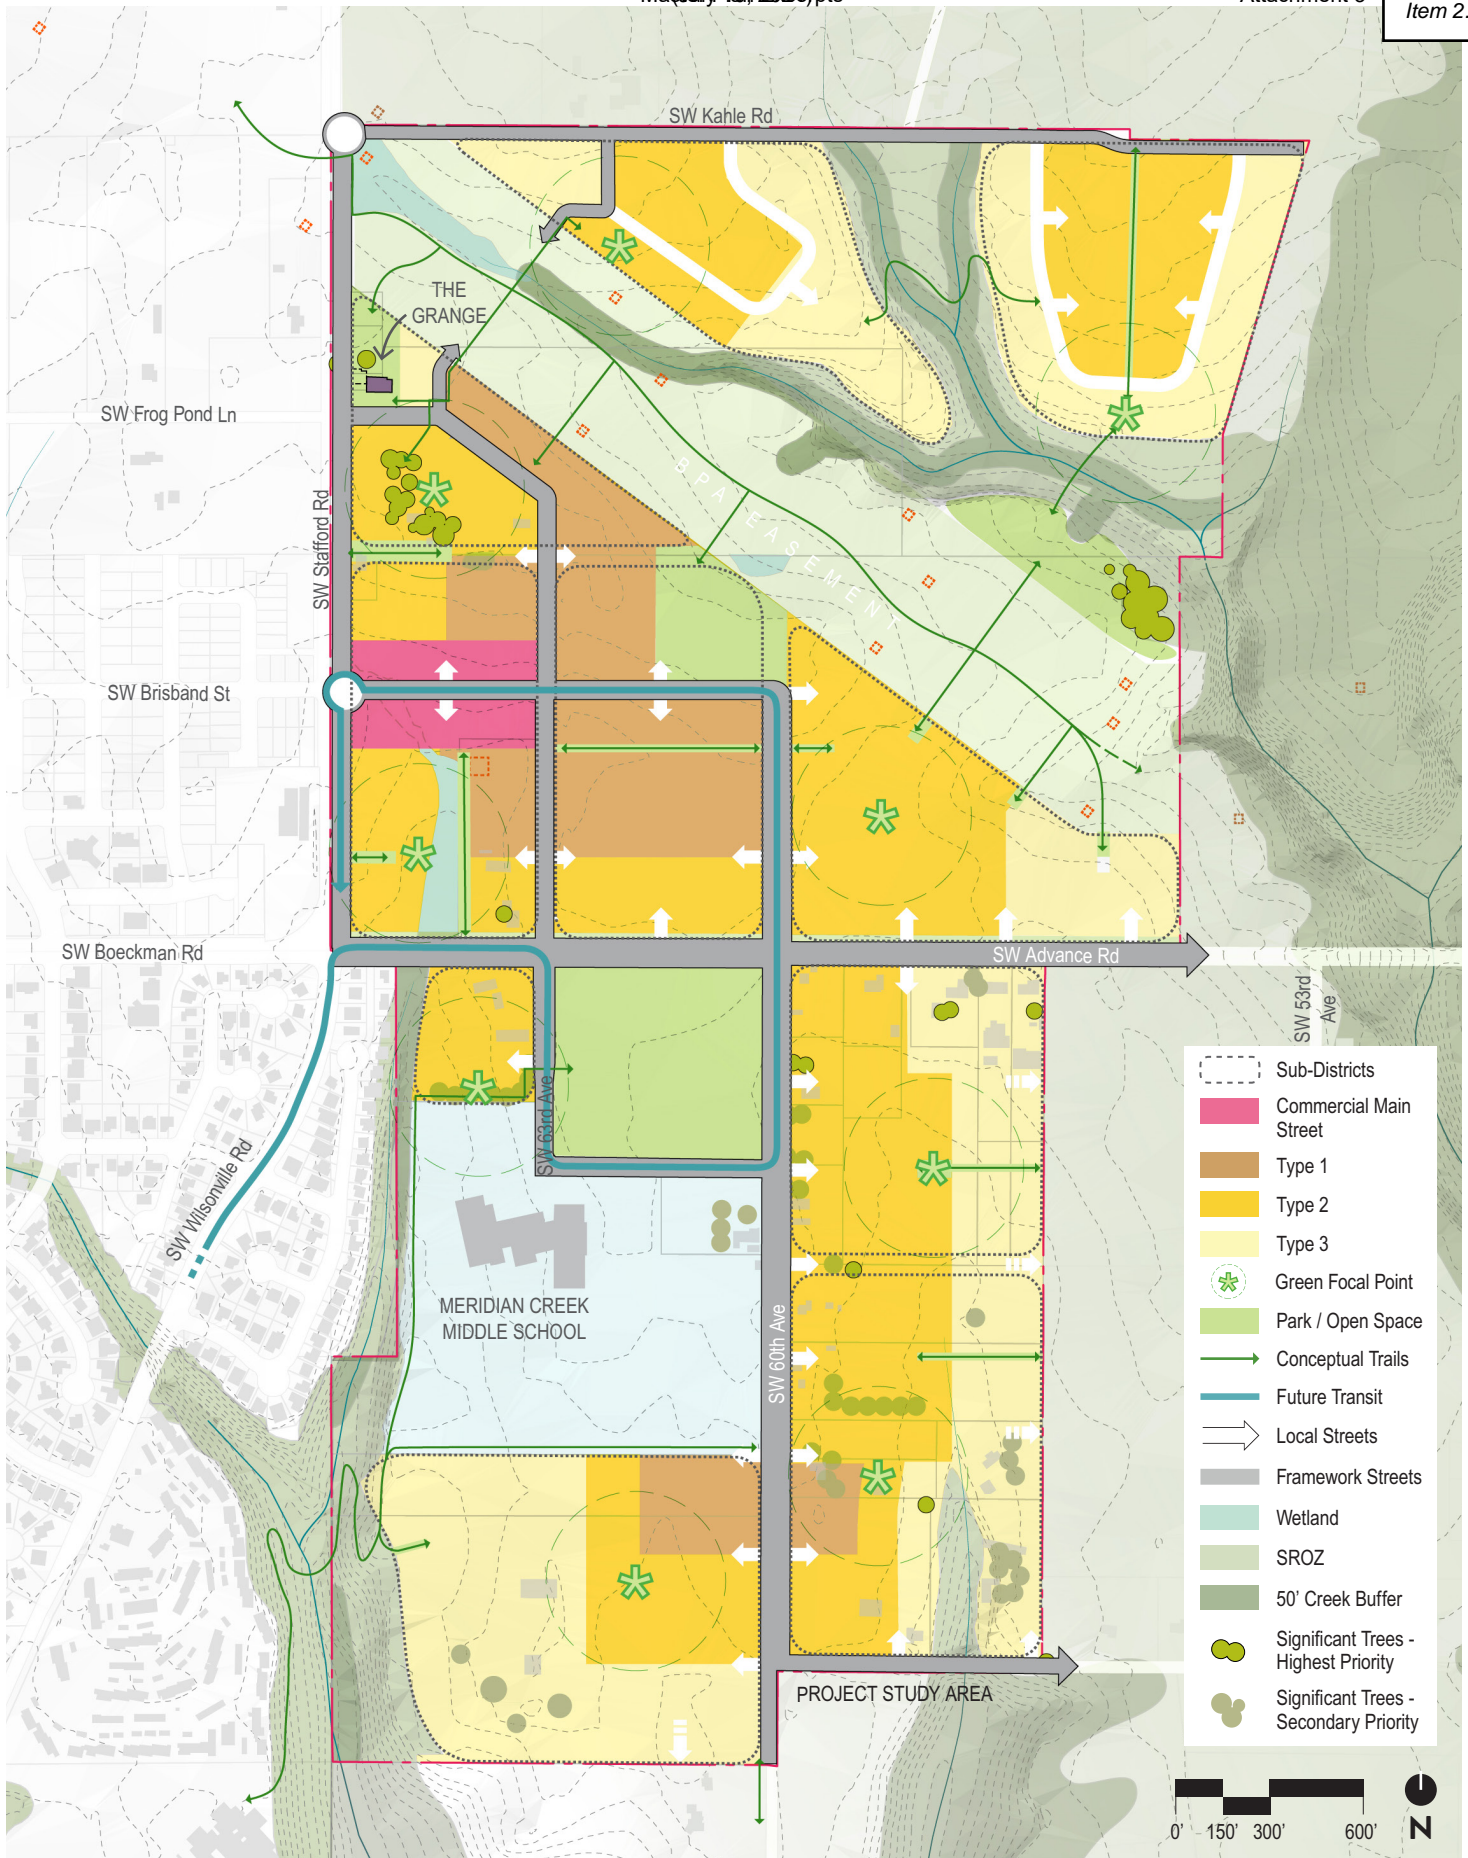 Item 2.
SW Kahle Rd
THE
GRANGE
SW Frog Pond Ln
SW Stafford Rd
BPA EASEMENT
SW Brisband St
SW Boeckman Rd
SW Advance Rd
SW 53rd
Ave
SW 63rd Ave
SW Wilsonville Rd
MERIDIAN CREEK
MIDDLE SCHOOL
SW 60th Ave
PROJECT STUDY AREA
Sub-Districts
Commercial Main
Street
Type 1
Type 2
Type 3
Green Focal Point
Park / Open Space
Conceptual Trails
Future Transit
Local Streets
Framework Streets
Wetland
SROZ
50' Creek Buffer
Significant Trees -
Highest Priority
Significant Trees -
Secondary Priority
0' 150' 300' 600'
N